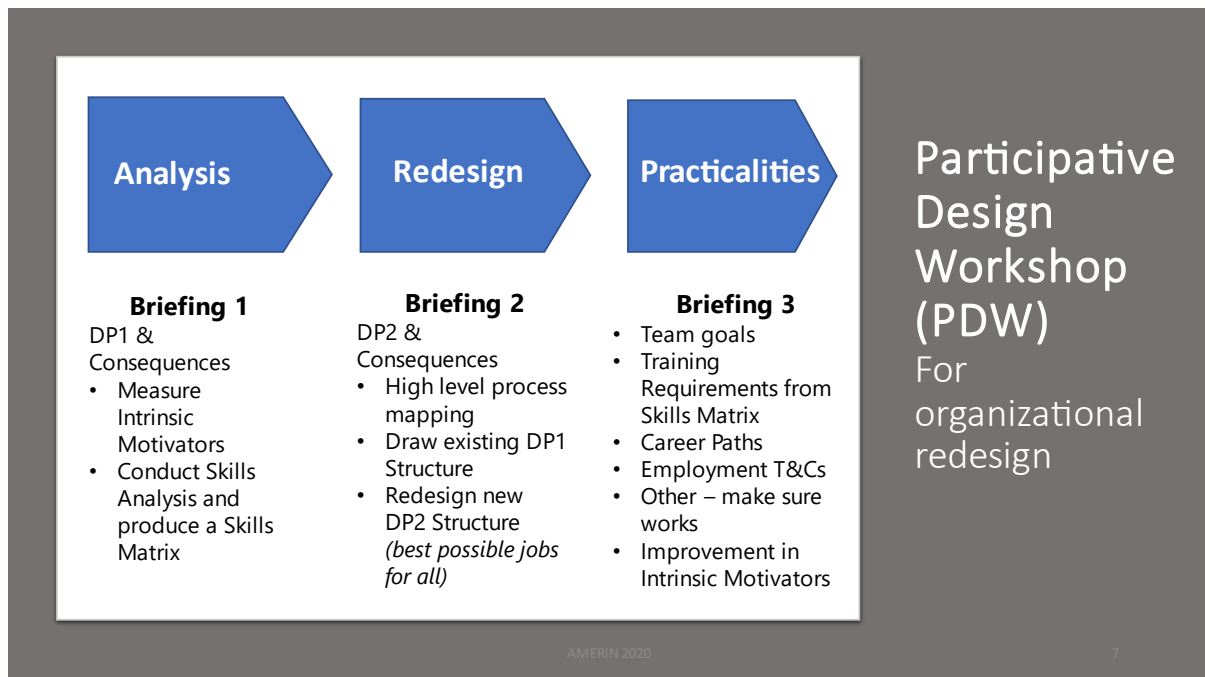 Analysis
Redesign
Practicalities
Briefing 1
DP1 &
Consequences
• Measure
Intrinsic
Motivators
• Conduct Skills
Analysis and
produce a Skills
Matrix
Briefing 2
DP2 &
Consequences
• High level process
mapping
• Draw existing DP1
Structure
• Redesign new
DP2 Structure
(best possible jobs
for all)
Briefing 3
• Team goals
• Training
Requirements from
Skills Matrix
• Career Paths
• Employment T&Cs
• Other – make sure
works
• Improvement in
Intrinsic Motivators
Participative
Design
Workshop
(PDW)
For
organizational
redesign
AMERIN 2020
7